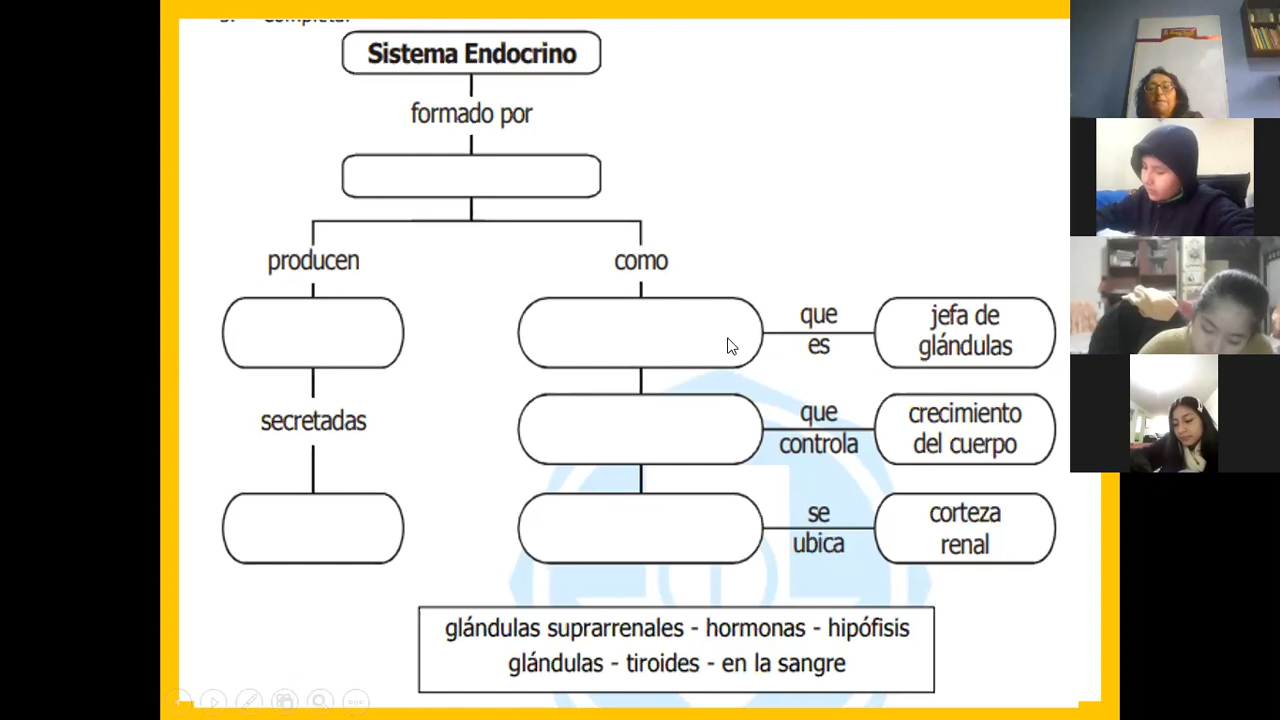 Sistema Endocrino
formado por
producen
como
que
es
jefa de
glándulas
secretadas
que
controla
crecimiento
del cuerpo
se
ubica
corteza
renal
glándulas suprarrenales - hormonas - hipófisis
glándulas - tiroides - en la sangre